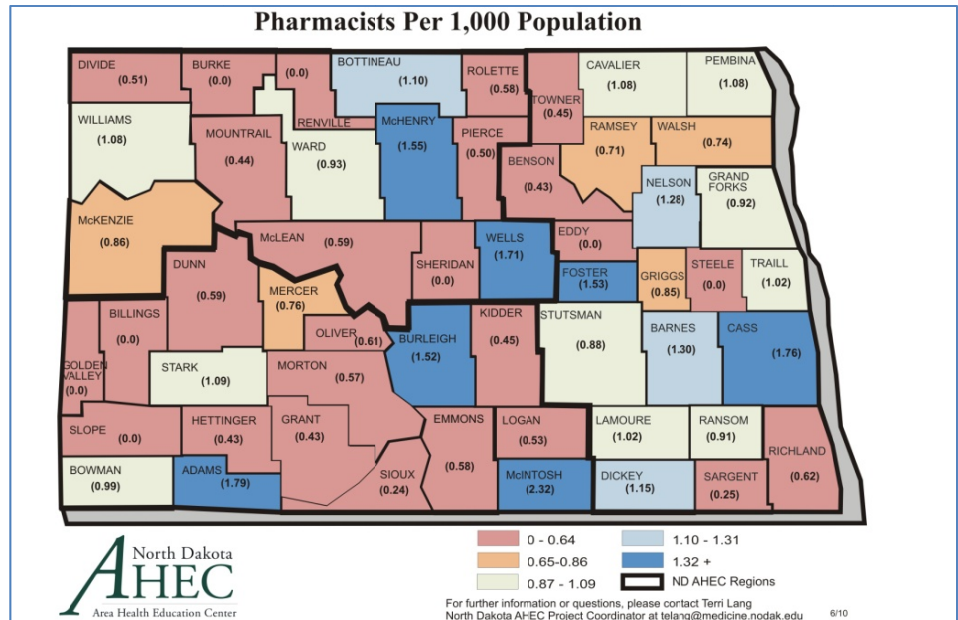 Pharmacists Per 1,000 Population
DIVIDE
(0.51)
BURKE
(0.0)
(0.0)
RENVILLE
BOTTINEAU
(1.10)
ROLETTE
(0.58)
TOWNER
(0.45)
CAVALIER
(1.08)
PEMBINA
(1.08)
WILLIAMS
(1.08)
MOUNTRAIL
(0.44)
WARD
(0.93)
McHENRY
(1.55)
PIERCE
(0.50)
BENSON
(0.43)
RAMSEY
(0.71)
WALSH
(0.74)
NELSON
(1.28)
GRAND
FORKS
(0.92)
McKENZIE
(0.86)
DUNN
(0.59)
McLEAN
(0.59)
SHERIDAN
(0.0)
WELLS
(1.71)
EDDY
(0.0)
FOSTER
(1.53)
GRIGGS
(0.85)
STEELE
(0.0)
TRAILL
(1.02)
MERCER
(0.76)
OLIVER
(0.61)
BILLINGS
(0.0)
GOLDEN
VALLEY
(0.0)
STARK
(1.09)
MORTON
(0.57)
BURLEIGH
(1.52)
KIDDER
(0.45)
STUTSMAN
(0.88)
BARNES
(1.30)
CASS
(1.76)
SLOPE
(0.0)
HETTINGER
(0.43)
GRANT
(0.43)
EMMONS
(0.58)
LOGAN
(0.53)
LAMOURE
(1.02)
RANSOM
(0.91)
RICHLAND
(0.62)
BOWMAN
(0.99)
ADAMS
(1.79)
SIOUX
(0.24)
McINTOSH
(2.32)
DICKEY
(1.15)
SARGENT
(0.25)
North Dakota
AHEC
Area Health Education Center
0 - 0.64
0.65-0.86
0.87 - 1.09
1.10 - 1.31
1.32 +
ND AHEC Regions
For further information or questions, please contact Terri Lang
North Dakota AHEC Project Coordinator at telang@medicine.nodak.edu
6/10